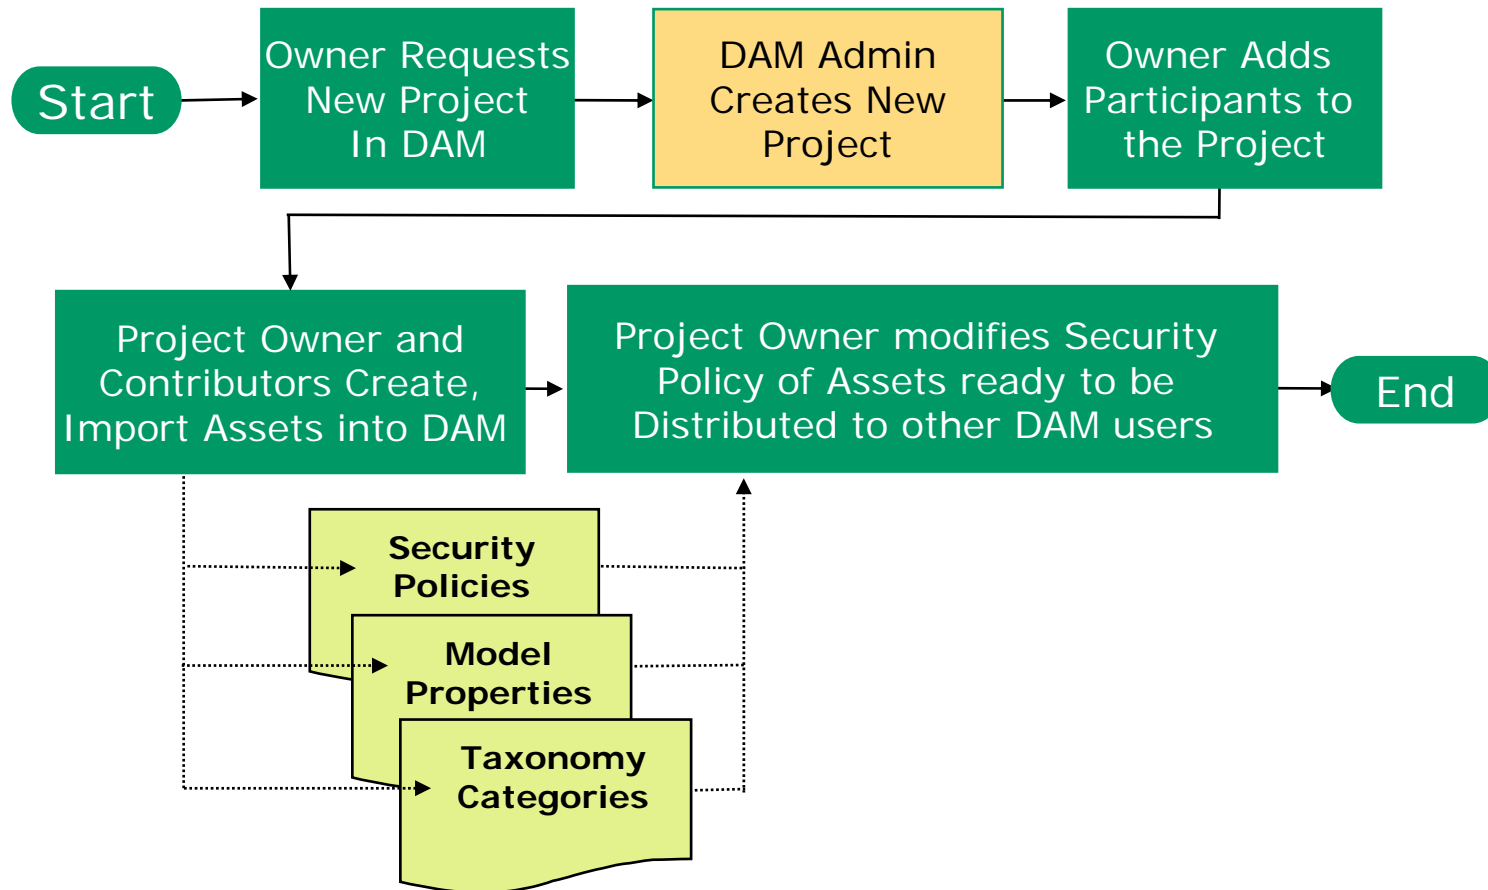 Start
Owner Requests
New Project
In DAM
DAM Admin
Creates New
Project
Owner Adds
Participants to
the Project
Project Owner and
Contributors Create,
Import Assets into DAM
Project Owner modifies Security
Policy of Assets ready to be
Distributed to other DAM users
End
Security
Policies
Model
Properties
Taxonomy
Categories